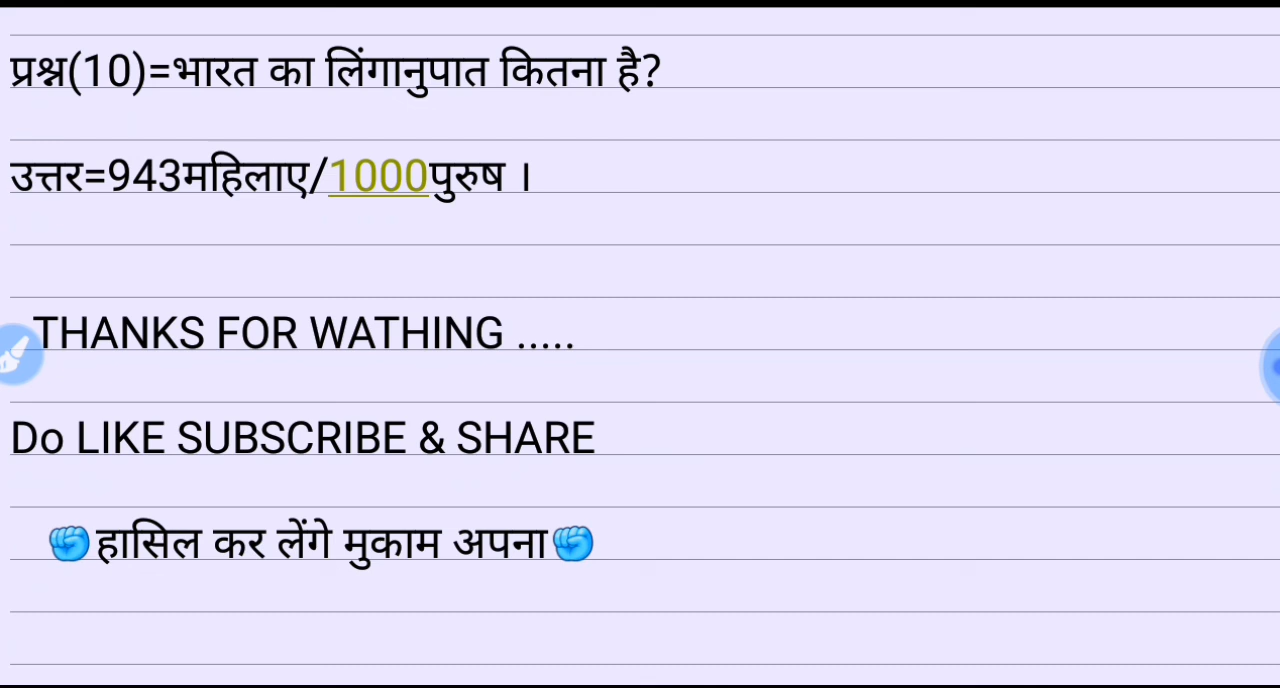 प्रश्न(10)=भारत का लिंगानुपात कितना है?
उत्तर=943महिलाए/1000पुरुष ।
THANKS FOR WATHING .....
Do LIKE SUBSCRIBE & SHARE
✊हासिल कर लेंगे मुकाम अपना✊